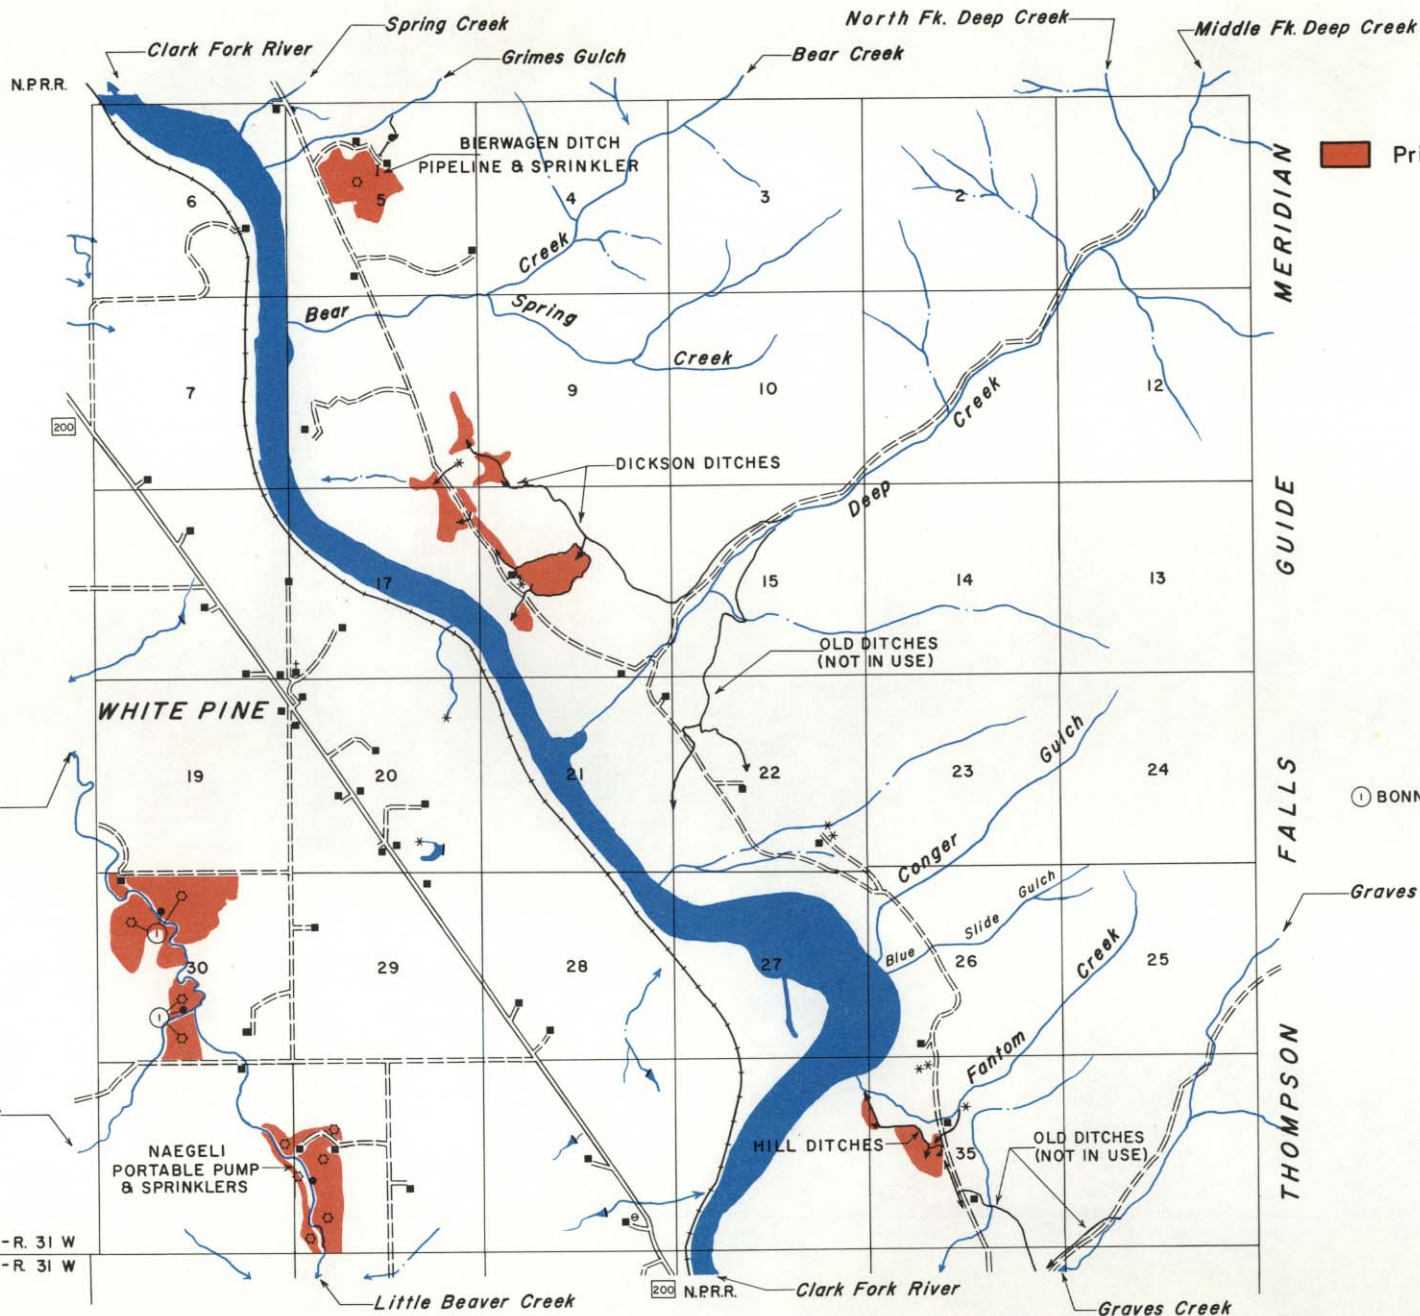 North Fk. Deep Creek
Middle Fk. Deep Creek
Spring Creek
Clark Fork River
Grimes Gulch
Bear Creek
N.P.R.R.
BIERWAGEN DITCH
PIPELINE & SPRINKLER
MERIDIAN
Pri
6
5
4
3
2
1
Creek
Bear
Spring
Creek
Creek
7
9
10
12
200
DICKSON DITCHES
Deep
GUIDE
17
15
14
13
OLD DITCHES
(NOT IN USE)
WHITE PINE
19
20
21
22
23
Gulch
24
FALLS
1 BONN
Conger
Graves
Blue Slide Gulch
30
29
28
27
26
Creek
25
1
1
Fantom
THOMPSON
NAEGELI
PORTABLE PUMP
& SPRINKLERS
HILL DITCHES
35
OLD DITCHES
(NOT IN USE)
-R. 31 W
-R. 31 W
200 N.P.R.R.
Clark Fork River
Little Beaver Creek
Graves Creek